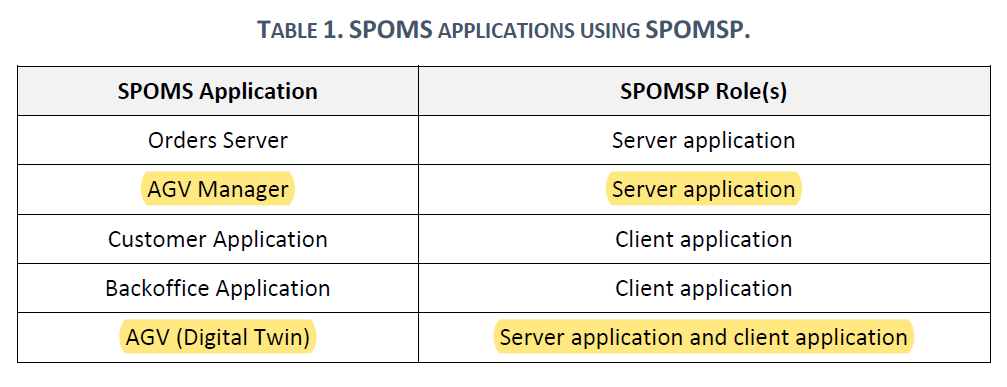 TABLE 1. SPOMS APPLICATIONS USING SPOMSP.
SPOMS Application SPOMSP Role(s)
Orders Server Server application
AGV Manager Server application
Customer Application Client application
Backoffice Application Client application
AGV (Digital Twin) Server application and client application